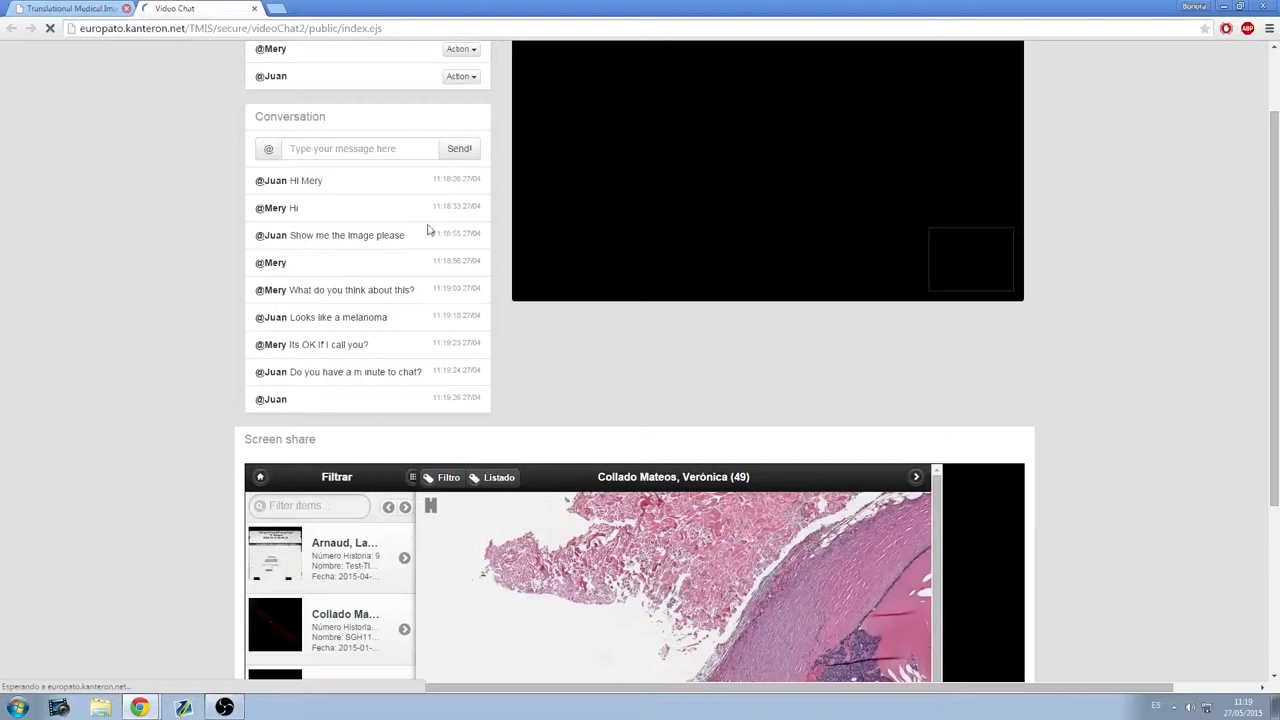 Translational Medical Im
Video Chat
Bonora
europato.kanteron.net/TMIS/secure/videoChat2/public/index.ejs
ABP
@Mery Action
@Juan Action
Conversation
@ Type your message here Send!
@Juan Hi Mery 11:18:26 27/04
@Mery Hi 11:18:33 27/04
@Juan Show me the image please 11:18:55 27/04
@Mery 11:18:56 27/04
@Mery What do you think about this? 11:19:03 27/04
@Juan Looks like a melanoma 11:19:18 27/04
@Mery Its OK if I call you? 11:19:23 27/04
@Juan Do you have a minute to chat? 11:19:24 27/04
@Juan 11:19:26 27/04
Screen share
Filtrar Filtro Listado Collado Mateos, Verónica (49)
Filter items...
Arnaud, La...
Número Historia: 9
Nombre: Test-TI...
Fecha: 2015-04-...
Collado Ma...
Número Historia...
Nombre: SGH11...
Fecha: 2015-01-...
Esperando a europato.kanteron.net...
ES
11:19
27/05/2015